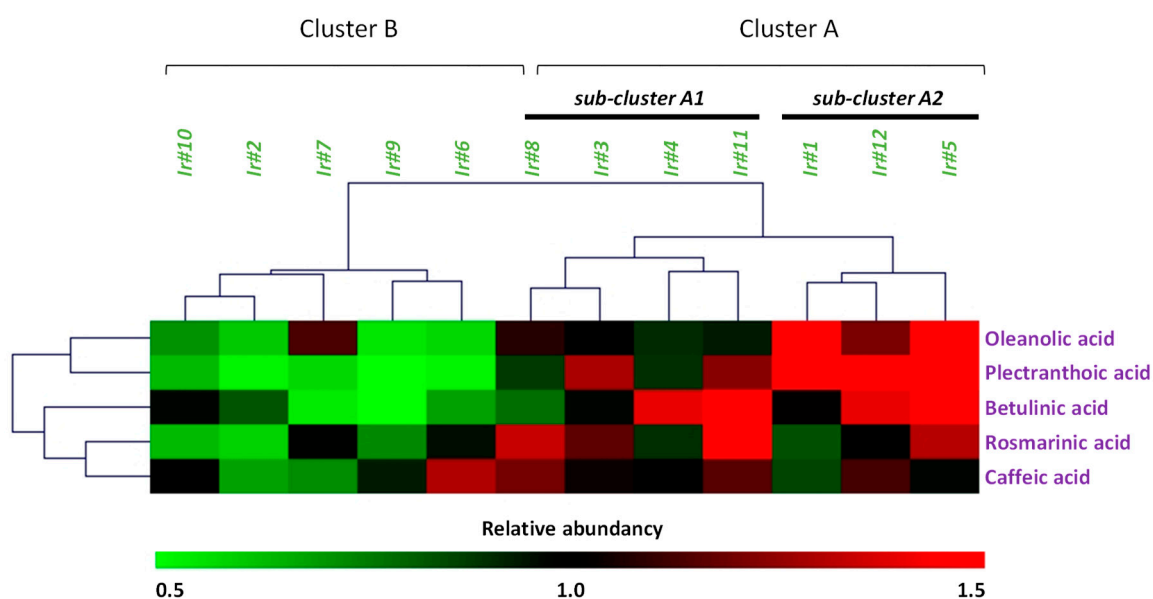 Cluster B
Cluster A
sub-cluster A1
sub-cluster A2
Ir#10
Ir#2
Ir#7
Ir#9
Ir#6
Ir#8
Ir#3
Ir#4
Ir#11
Ir#1
Ir#12
Ir#5
Oleanolic acid
Plectranthoic acid
Betulinic acid
Rosmarinic acid
Caffeic acid
Relative abundancy
0.5 1.0 1.5